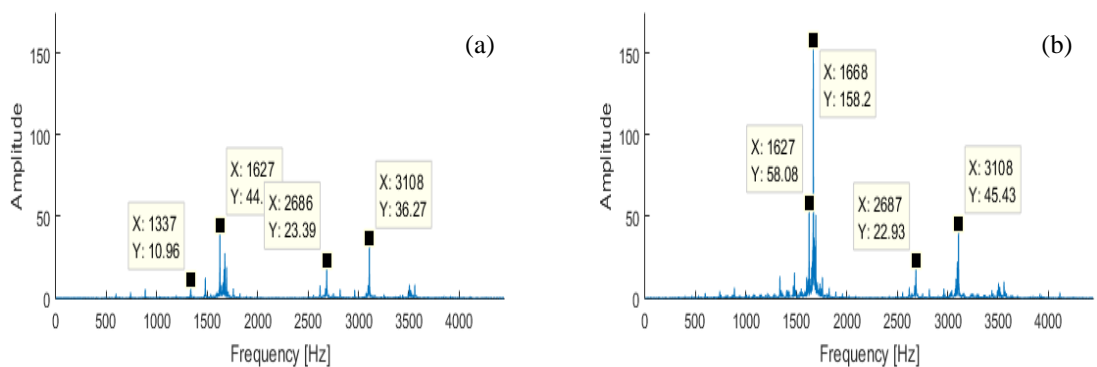 (a)
150
100
50
0
Amplitude
X: 1337
Y: 10.96
X: 1627
Y: 44.
X: 2686
Y: 23.39
X: 3108
Y: 36.27
0 500 1000 1500 2000 2500 3000 3500 4000
Frequency [Hz]
(b)
150
100
50
0
Amplitude
X: 1627
Y: 58.08
X: 1668
Y: 158.2
X: 2687
Y: 22.93
X: 3108
Y: 45.43
0 500 1000 1500 2000 2500 3000 3500 4000
Frequency [Hz]